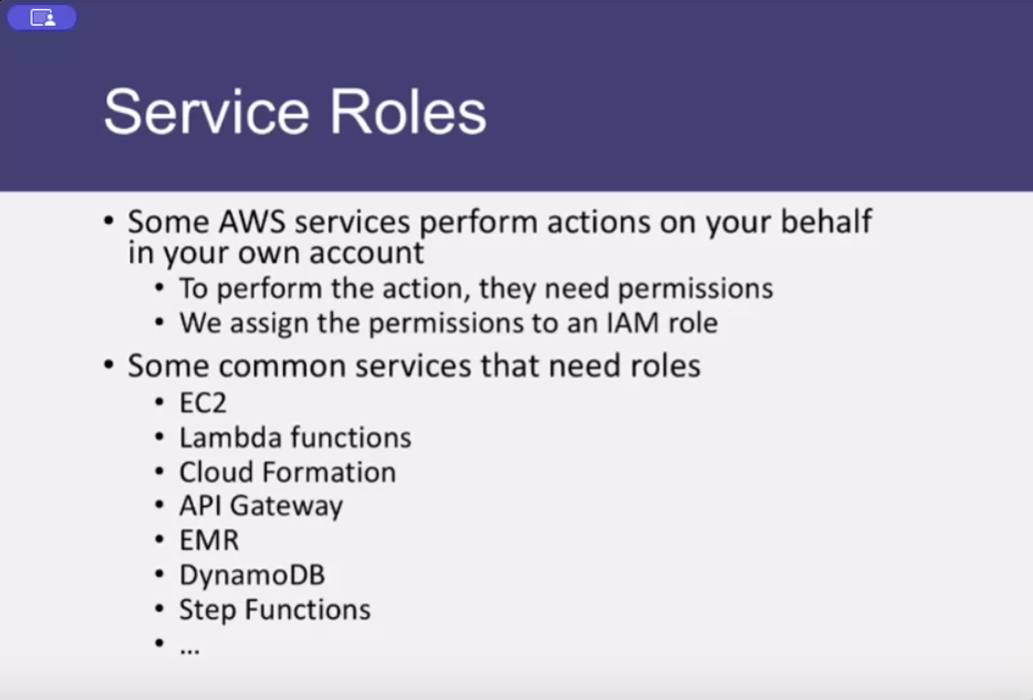 Service Roles
• Some AWS services perform actions on your behalf
in your own account
• To perform the action, they need permissions
• We assign the permissions to an IAM role
• Some common services that need roles
• EC2
• Lambda functions
• Cloud Formation
• API Gateway
• EMR
• DynamoDB
• Step Functions
• ...